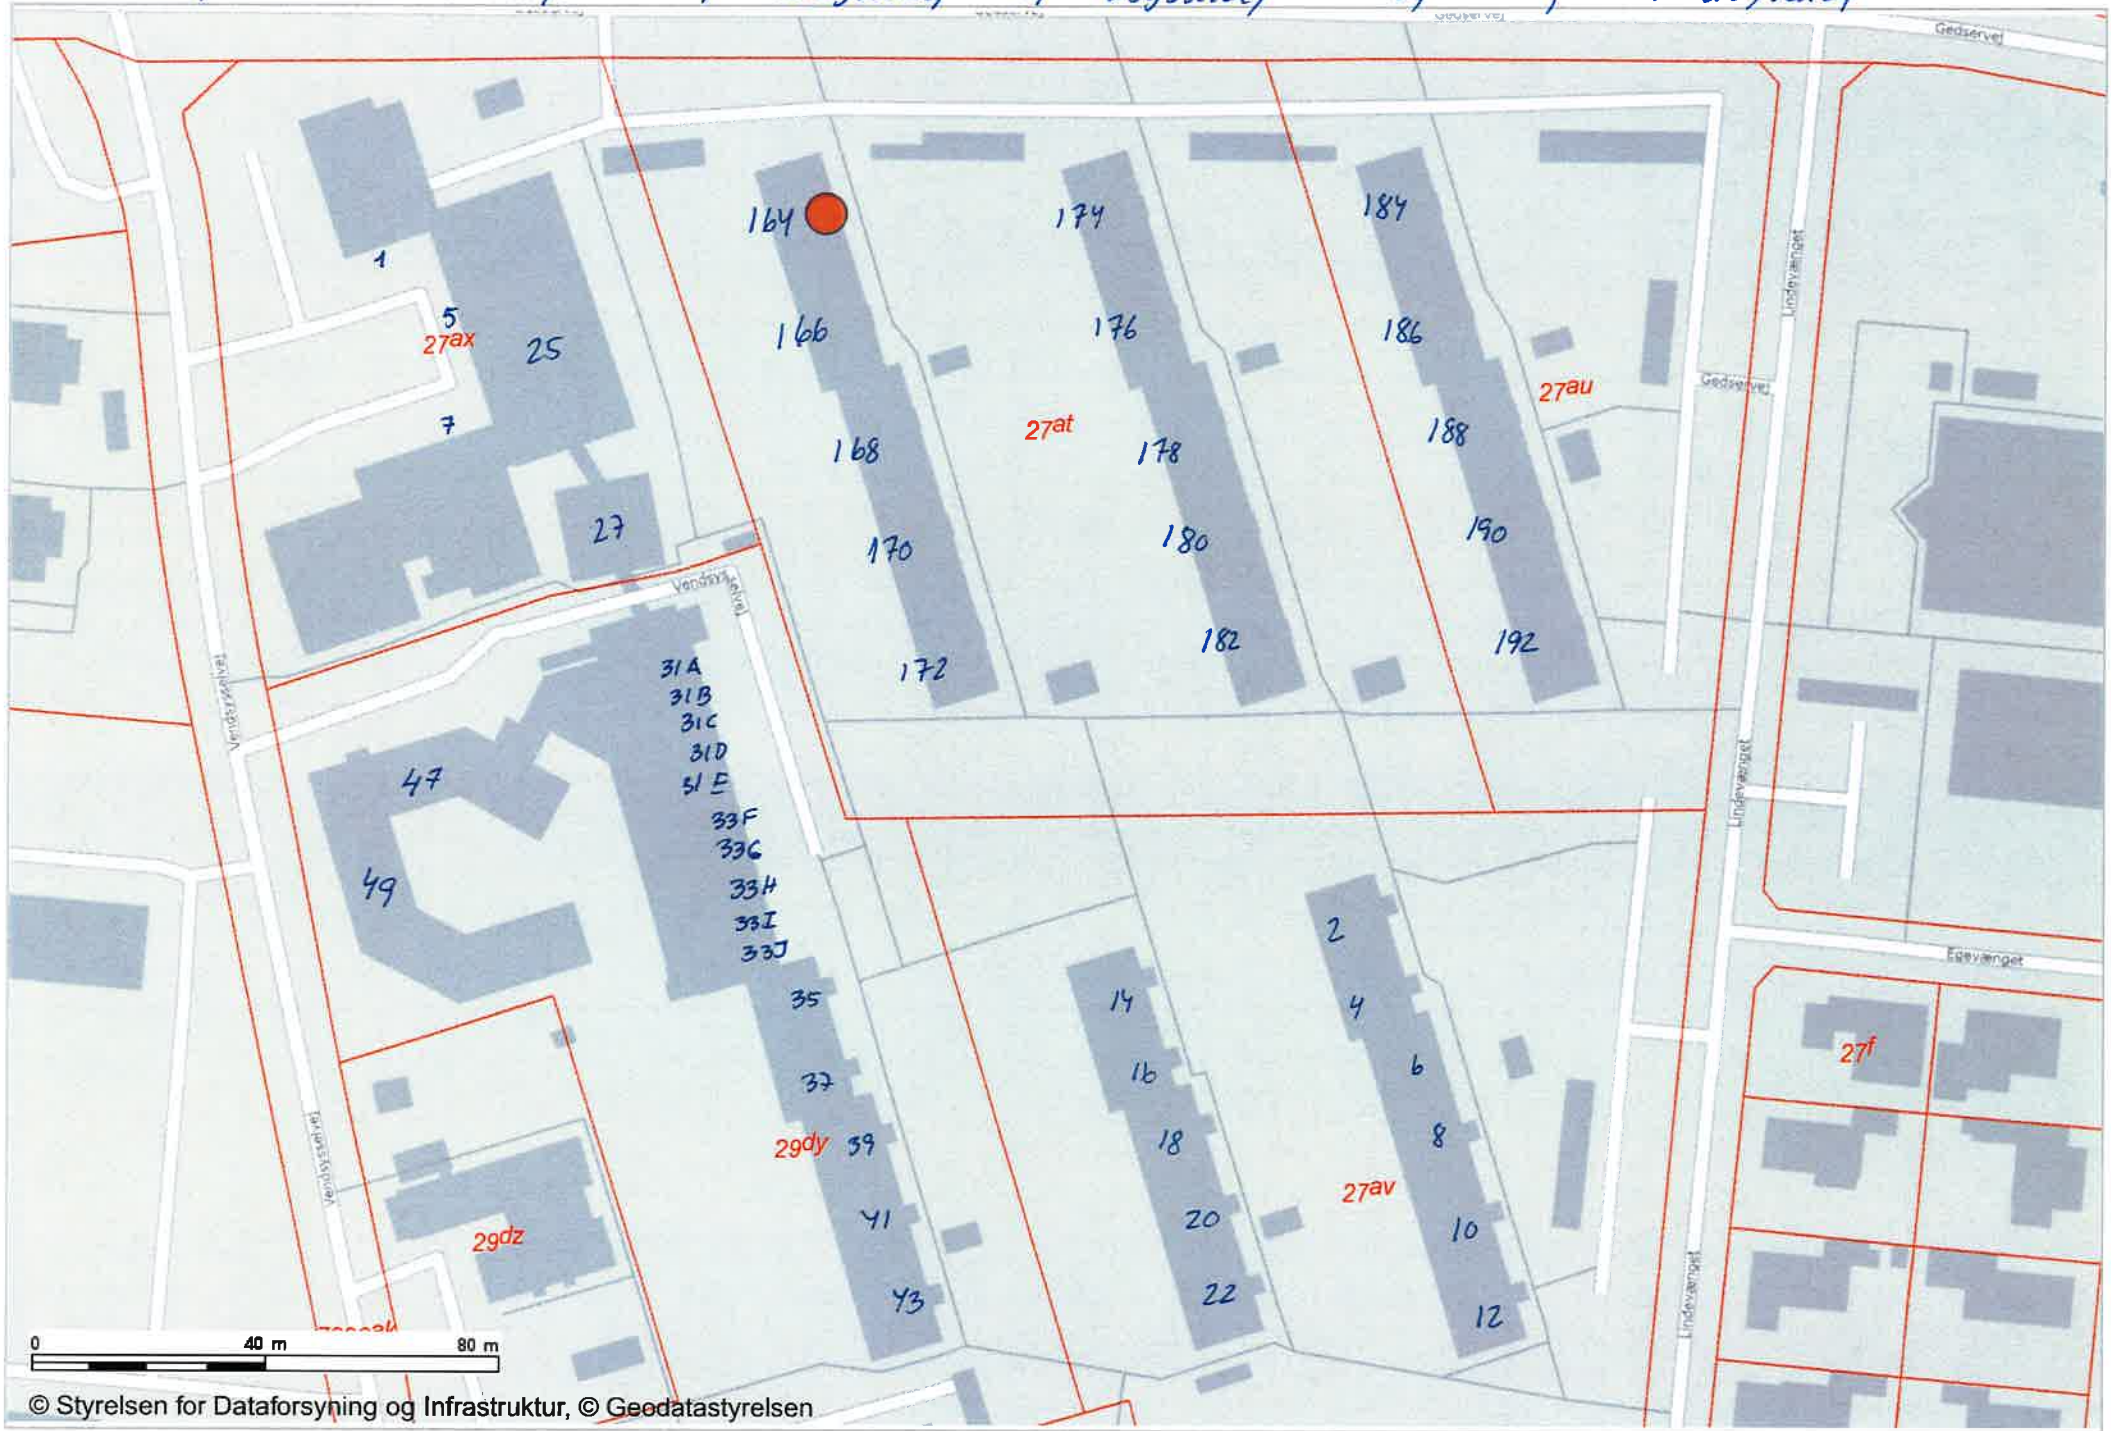 Gedservej
Gedservej
164
174
184
1
5
27ax
25
166
176
186
27au
Gedservej
Lindevænget
7
27at
168
178
188
27
170
180
190
Vendsysselvej
172
182
192
Vendsysselvej
31A
31B
31C
31D
31E
33F
33G
33H
33I
33J
47
49
Lindevænget
2
Egevænget
35
14
4
37
16
6
27f
29dy
39
18
8
27av
41
20
10
29dz
43
22
12
Vendsysselvej
Lindevænget
0 40 m 80 m
© Styrelsen for Dataforsyning og Infrastruktur, © Geodatastyrelsen